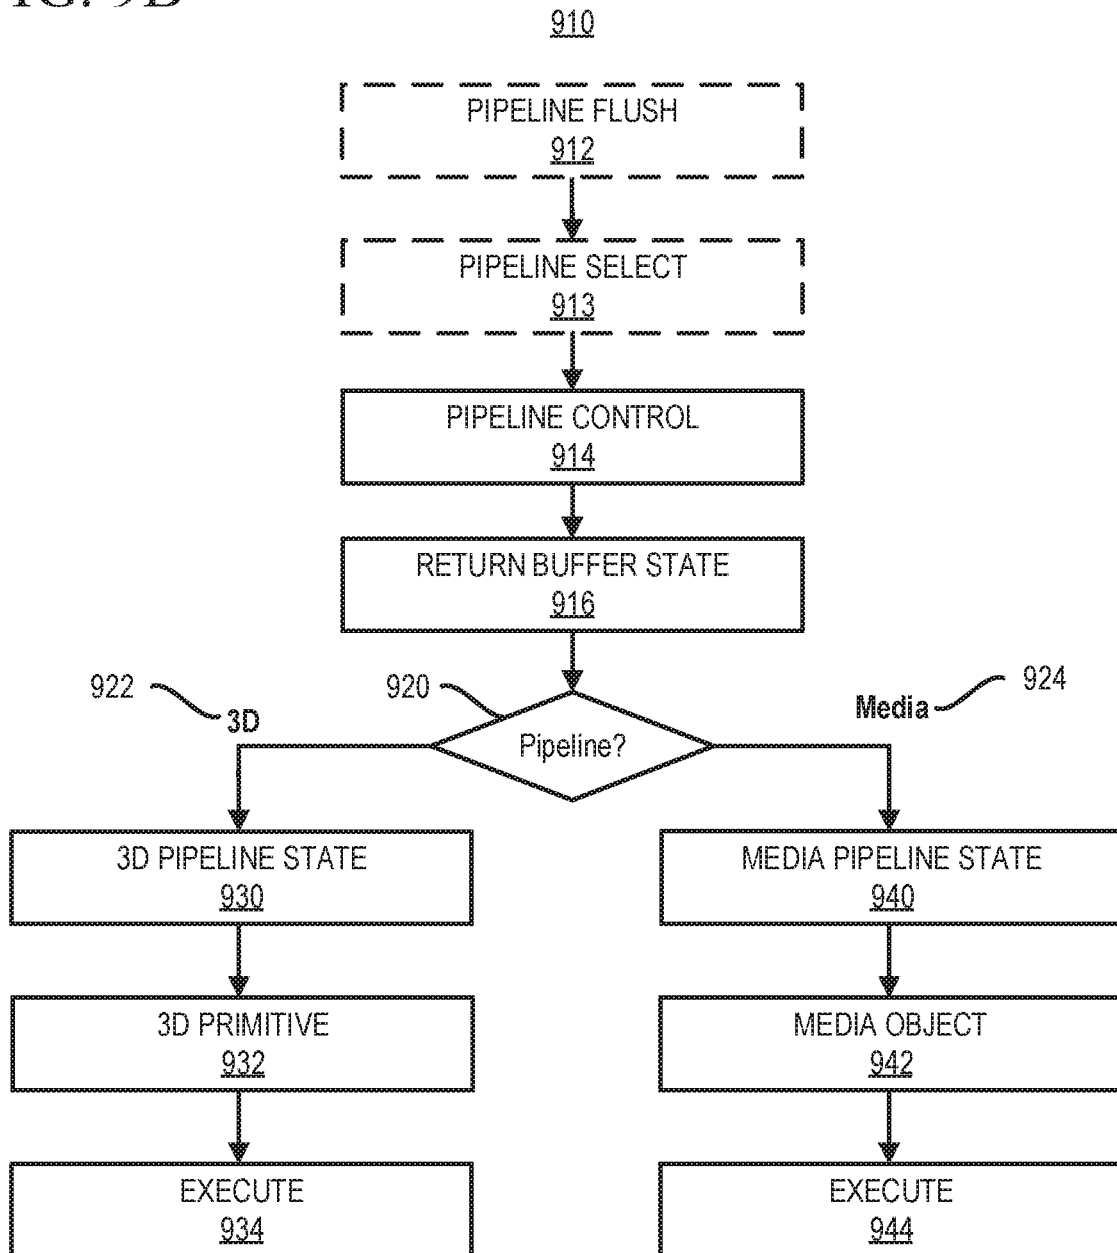 FIG. 9B
910
PIPELINE FLUSH
912
PIPELINE SELECT
913
PIPELINE CONTROL
914
RETURN BUFFER STATE
916
922
3D
920
Pipeline?
Media
924
3D PIPELINE STATE
930
MEDIA PIPELINE STATE
940
3D PRIMITIVE
932
MEDIA OBJECT
942
EXECUTE
934
EXECUTE
944